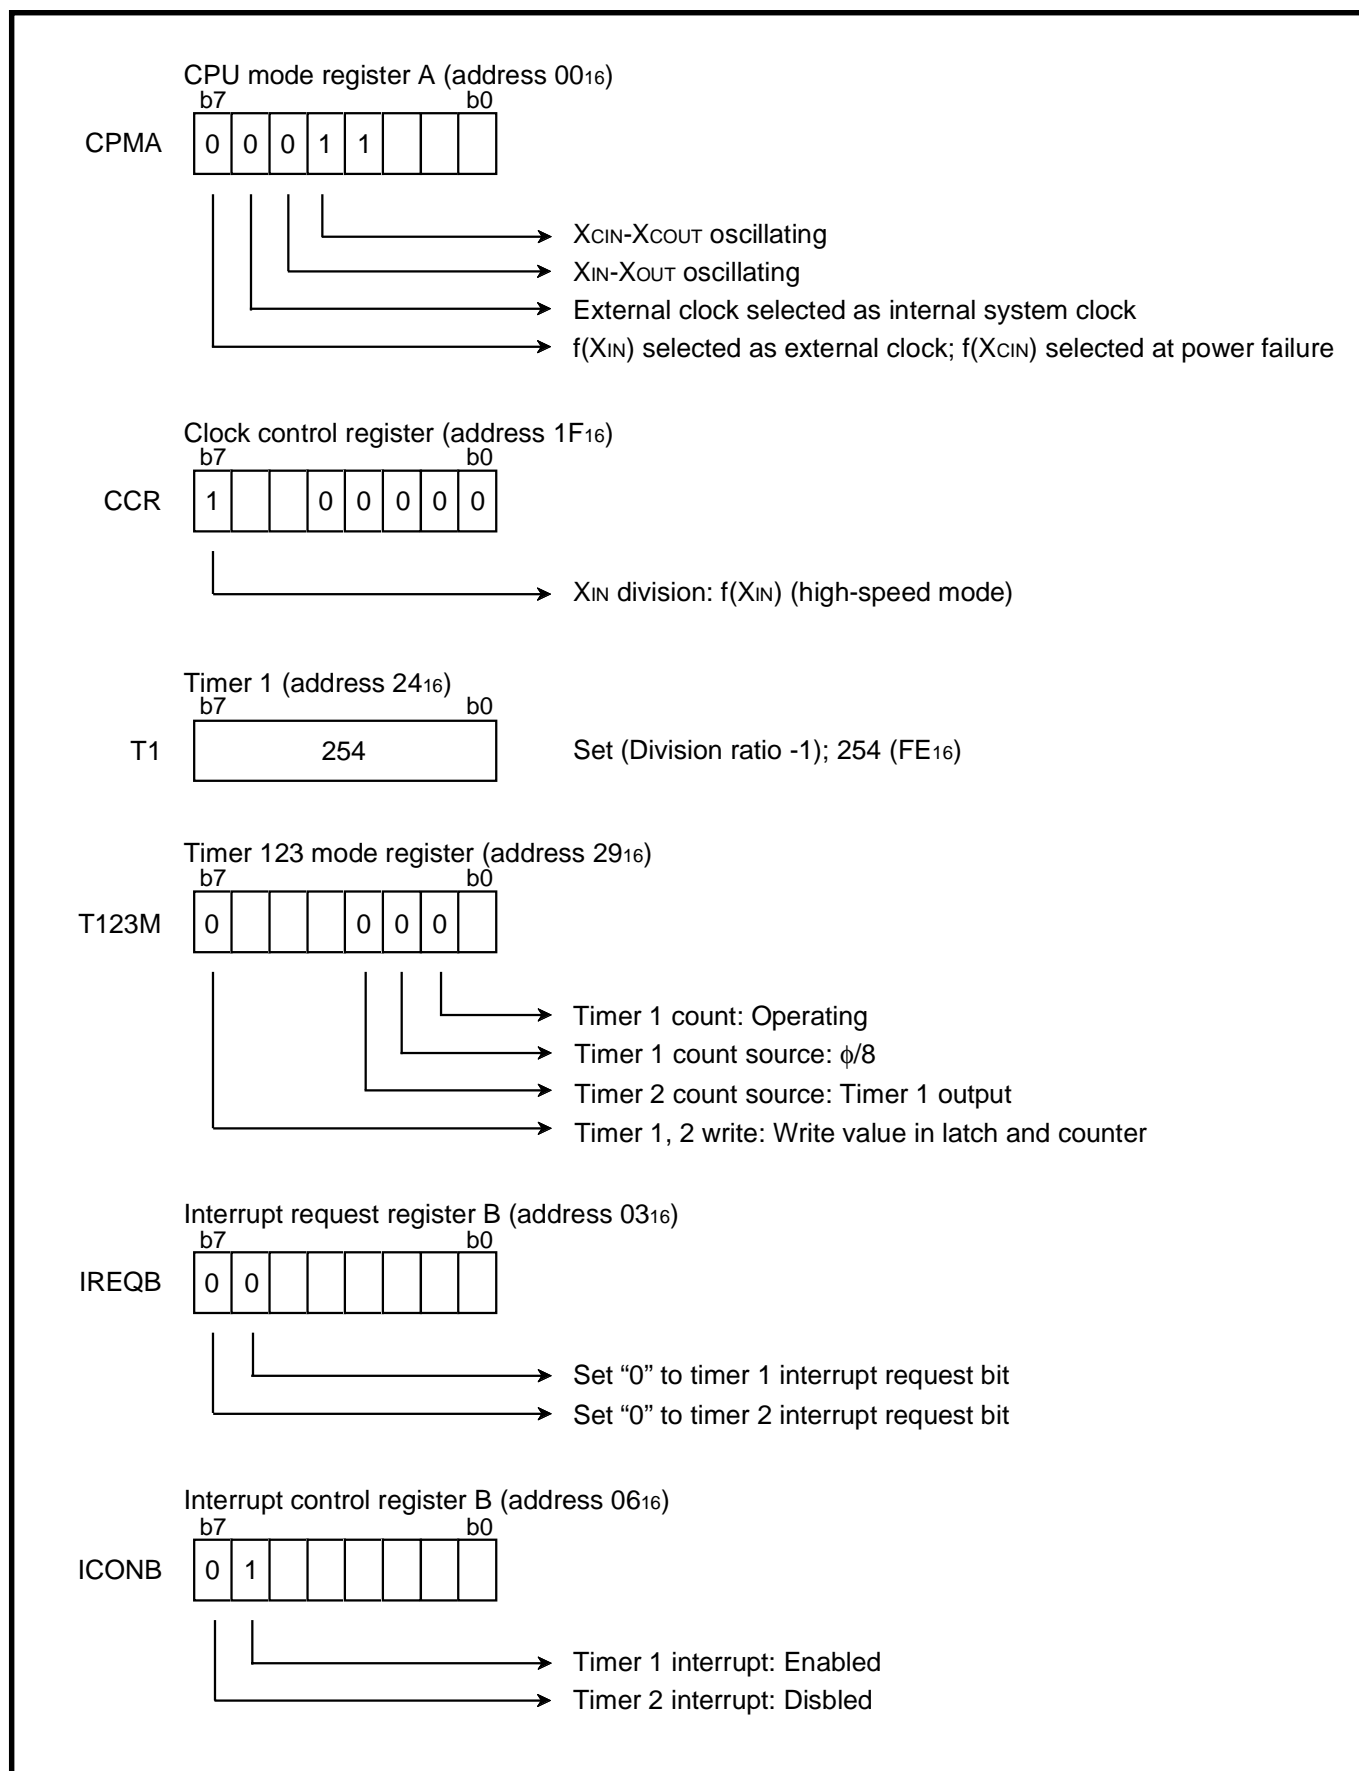 CPU mode register A (address 0016)
b7 b0
CPMA 0 0 0 1 1
XCIN-XCOUT oscillating
XIN-XOUT oscillating
External clock selected as internal system clock
f(XIN) selected as external clock; f(XCIN) selected at power failure
Clock control register (address 1F16)
b7 b0
CCR 1 0 0 0 0 0
XIN division: f(XIN) (high-speed mode)
Timer 1 (address 2416)
b7 b0
T1 254 Set (Division ratio -1); 254 (FE16)
Timer 123 mode register (address 2916)
b7 b0
T123M 0 0 0 0
Timer 1 count: Operating
Timer 1 count source: ϕ/8
Timer 2 count source: Timer 1 output
Timer 1, 2 write: Write value in latch and counter
Interrupt request register B (address 0316)
b7 b0
IREQB 0 0
Set “0” to timer 1 interrupt request bit
Set “0” to timer 2 interrupt request bit
Interrupt control register B (address 0616)
b7 b0
ICONB 0 1
Timer 1 interrupt: Enabled
Timer 2 interrupt: Disbled